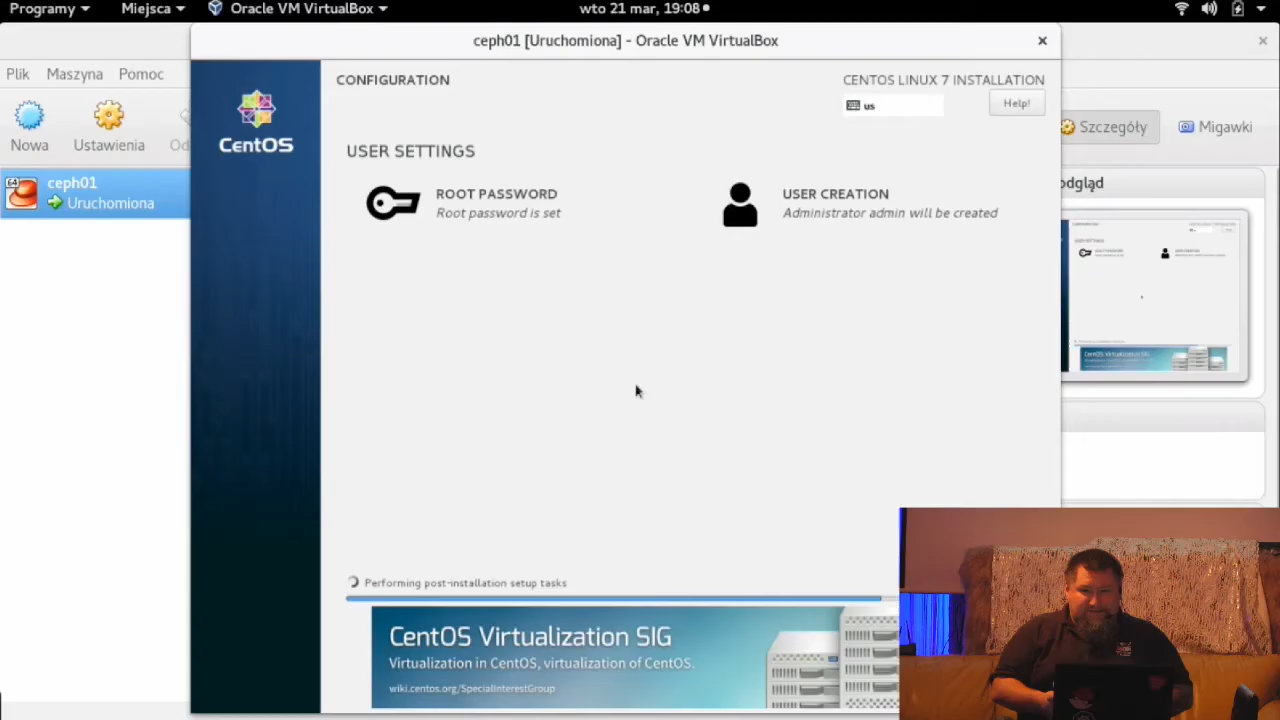 Programy Miejsca Oracle VM VirtualBox wto 21 mar, 19:08
ceph01 [Uruchomiona] - Oracle VM VirtualBox
Plik Maszyna Pomoc
Nowa Ustawienia
Szczegóły Migawki
64 ceph01
Uruchomiona
odgląd
CentOS
CONFIGURATION
CENTOS LINUX 7 INSTALLATION
us
Help!
USER SETTINGS
ROOT PASSWORD
Root password is set
USER CREATION
Administrator admin will be created
Performing post-installation setup tasks
CentOS Virtualization SIG
Virtualization in CentOS, virtualization of CentOS.
wiki.centos.org/SpecialInterestGroup